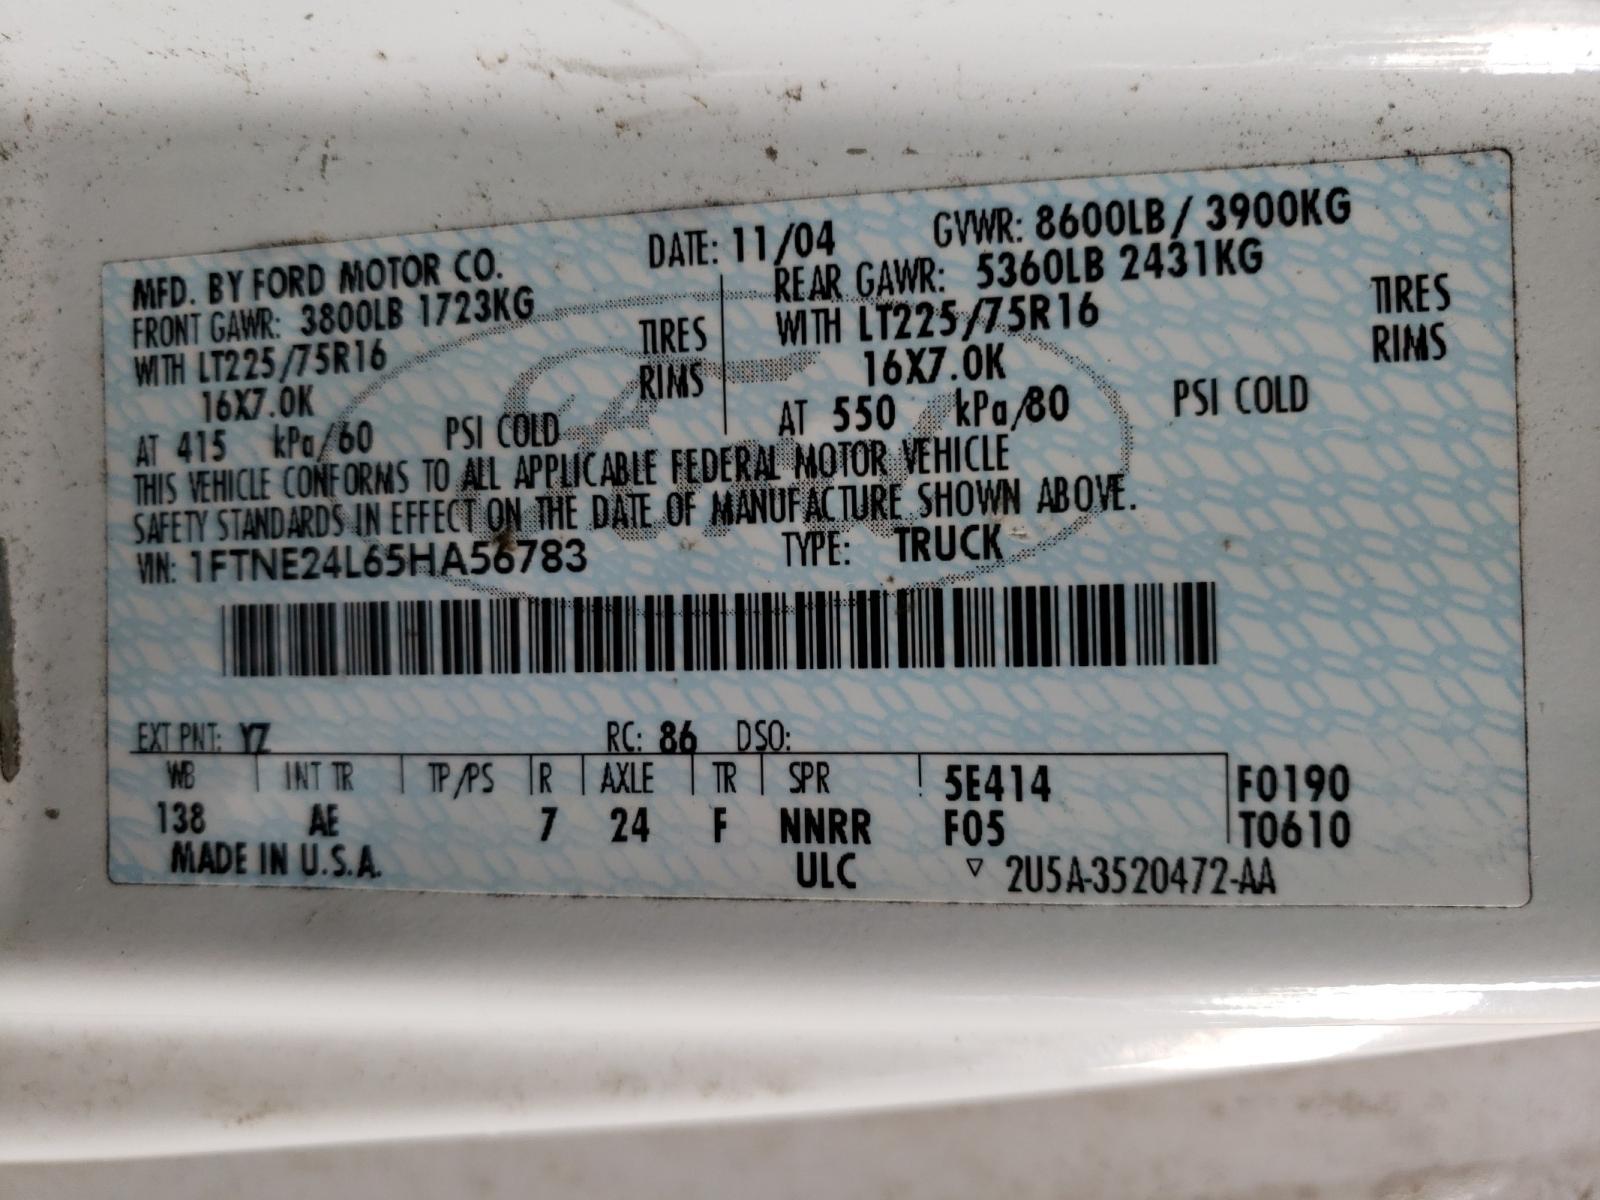 MFD. BY FORD MOTOR CO. DATE: 11/04 GVWR: 8600LB / 3900KG
FRONT GAWR: 3800LB 1723KG REAR GAWR: 5360LB 2431KG
WITH LT225/75R16 TIRES WITH LT225/75R16 TIRES
16X7.0K RIMS 16X7.0K RIMS
AT 415 kPa/60 PSI COLD AT 550 kPa/80 PSI COLD
THIS VEHICLE CONFORMS TO ALL APPLICABLE FEDERAL MOTOR VEHICLE
SAFETY STANDARDS IN EFFECT ON THE DATE OF MANUFACTURE SHOWN ABOVE.
VIN: 1FTNE24L65HA56783 TYPE: TRUCK
EXT PNT: YZ RC: 86 DSO:
WB INT TR TP/PS R AXLE TR SPR 5E414 F0190
138 AE 7 24 F NNRR F05 T0610
MADE IN U.S.A. ULC ▽ 2U5A-3520472-AA